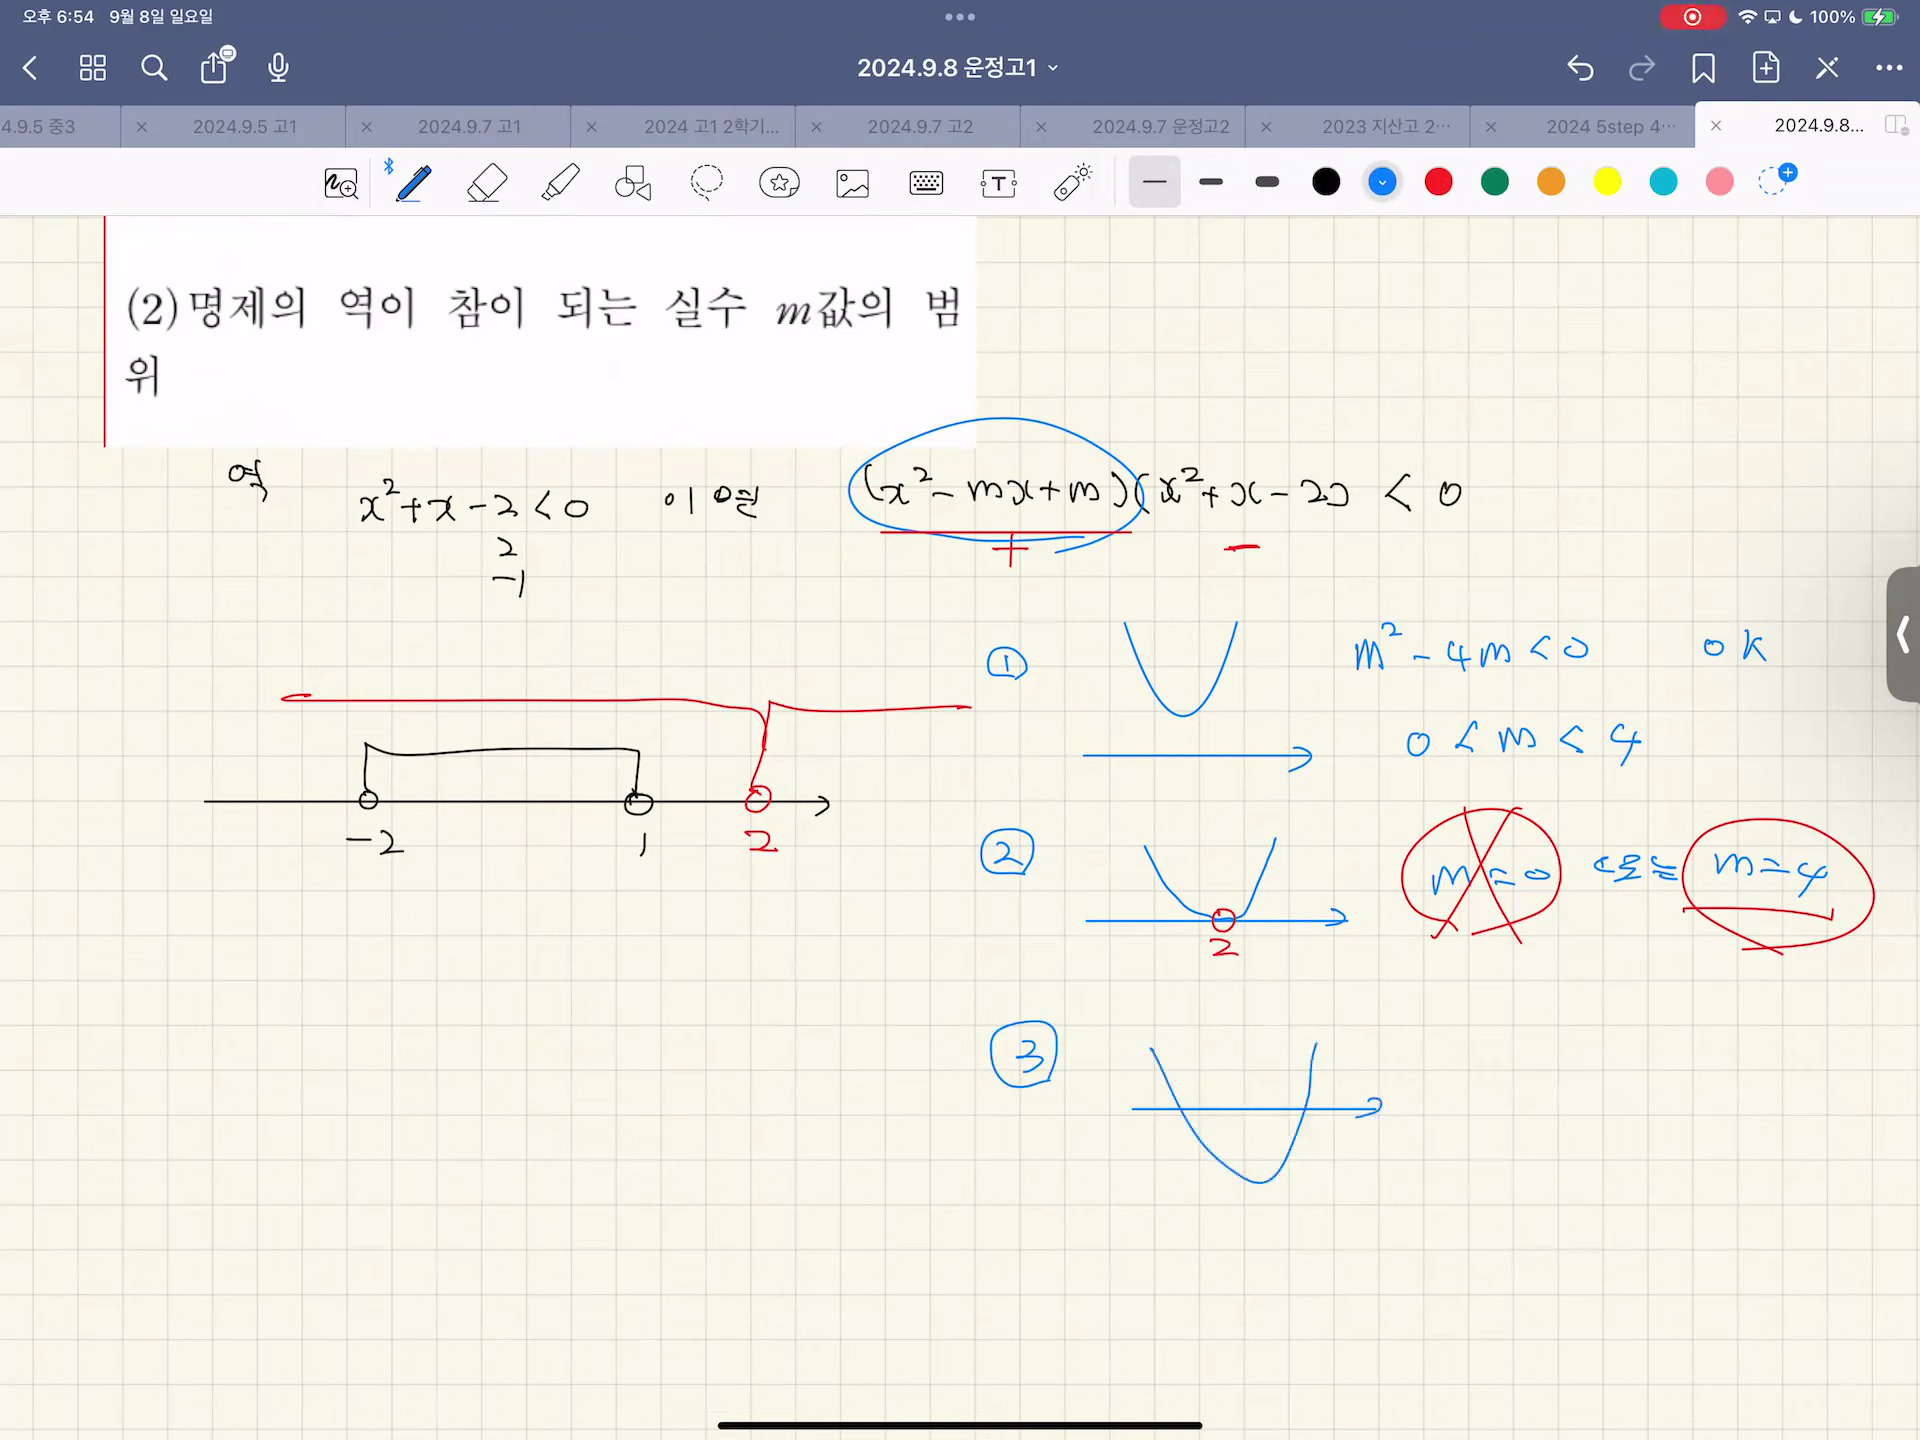 오후 6:54 9월 8일 일요일
100%
2024.9.8 운정고1
4.9.5 중3
2024.9.5 고1
2024.9.7 고1
2024 고1 2학기...
2024.9.7 고2
2024.9.7 운정고2
2023 지산고 2...
2024 5step 4...
2024.9.8...
(2) 명제의 역이 참이 되는 실수 m값의 범
위
역
x²+x-2<0 이면 (x²-mx+m)(x²+x-2) < 0
2
-1
+
-
① m²-4m<0 ok
0<m<4
-2 1 2
② m=0 또는 m=4
2
③